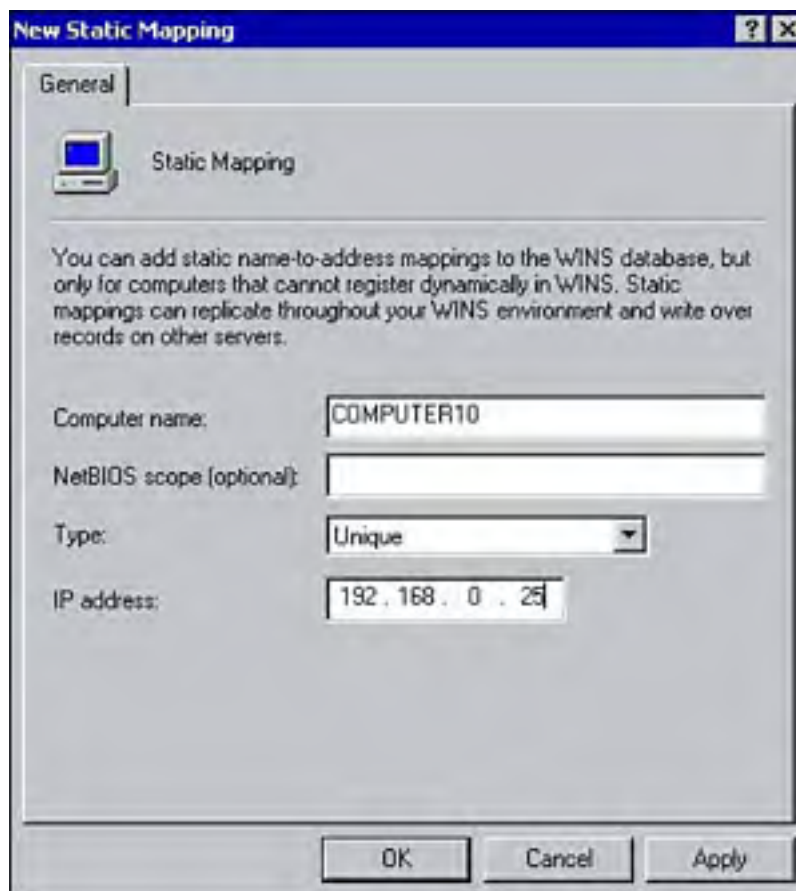 New Static Mapping
General
Static Mapping
You can add static name-to-address mappings to the WINS database, but
only for computers that cannot register dynamically in WINS. Static
mappings can replicate throughout your WINS environment and write over
records on other servers.
Computer name: COMPUTER10
NetBIOS scope (optional):
Type: Unique
IP address: 192 . 168 . 0 . 25
OK Cancel Apply